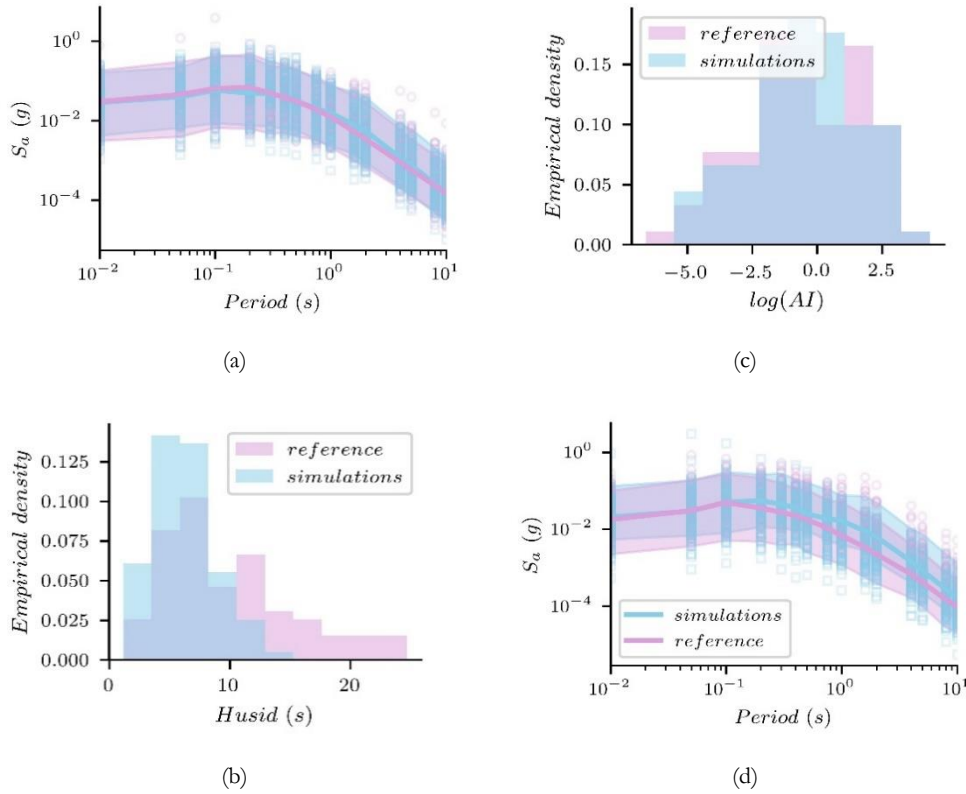 10⁰
10⁻²
10⁻⁴
S_a (g)
10⁻² 10⁻¹ 10⁰ 10¹
Period (s)
(a)
reference
simulations
0.15
0.10
0.05
0.00
Empirical density
−5.0 −2.5 0.0 2.5
log(AI)
(c)
reference
simulations
0.125
0.100
0.075
0.050
0.025
0.000
Empirical density
0 10 20
Husid (s)
(b)
10⁰
10⁻²
10⁻⁴
S_a (g)
simulations
reference
10⁻² 10⁻¹ 10⁰ 10¹
Period (s)
(d)